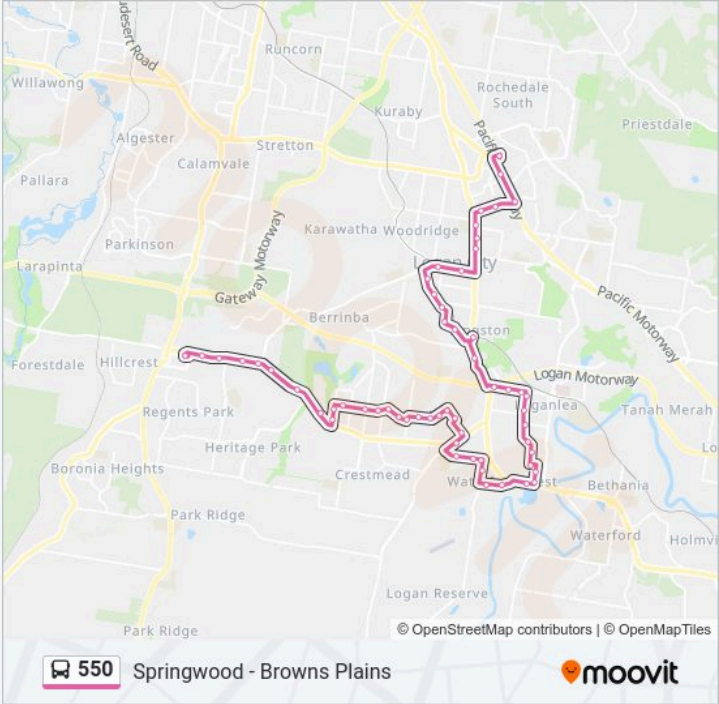 udesert Road
Runcorn
Willawong
Rochedale
South
Kuraby
Priestdale
Algester
Stretton
Calamvale
Pallara
Karawatha
Woodridge
Parkinson
Larapinta
Gateway Motorway
Pacific Motorway
Berrinba
Forestdale
Hillcrest
Logan Motorway
Regents Park
Tanah Merah
Heritage Park
Boronia Heights
Crestmead
Bethania
Park Ridge
Waterford
Holmvi
Logan Reserve
Park Ridge
© OpenStreetMap contributors | © OpenMapTiles
550 Springwood - Browns Plains
moovit